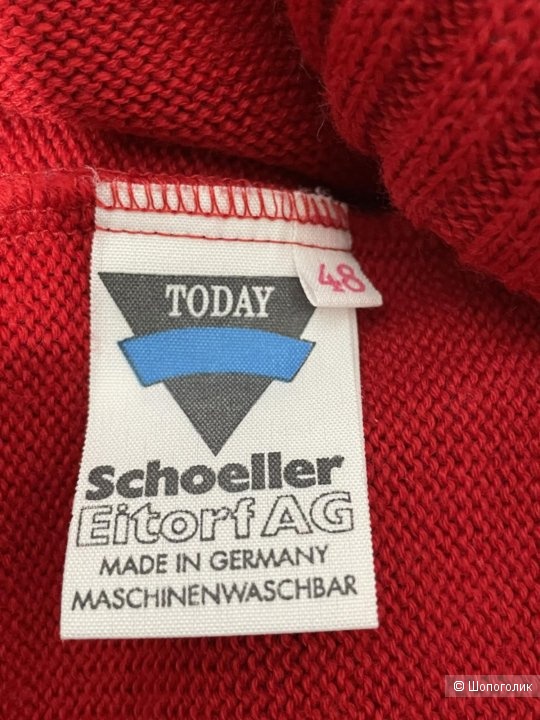 48
TODAY
Schoeller
Eitorf AG
MADE IN GERMANY
MASCHINENWASCHBAR
© Шопоголик